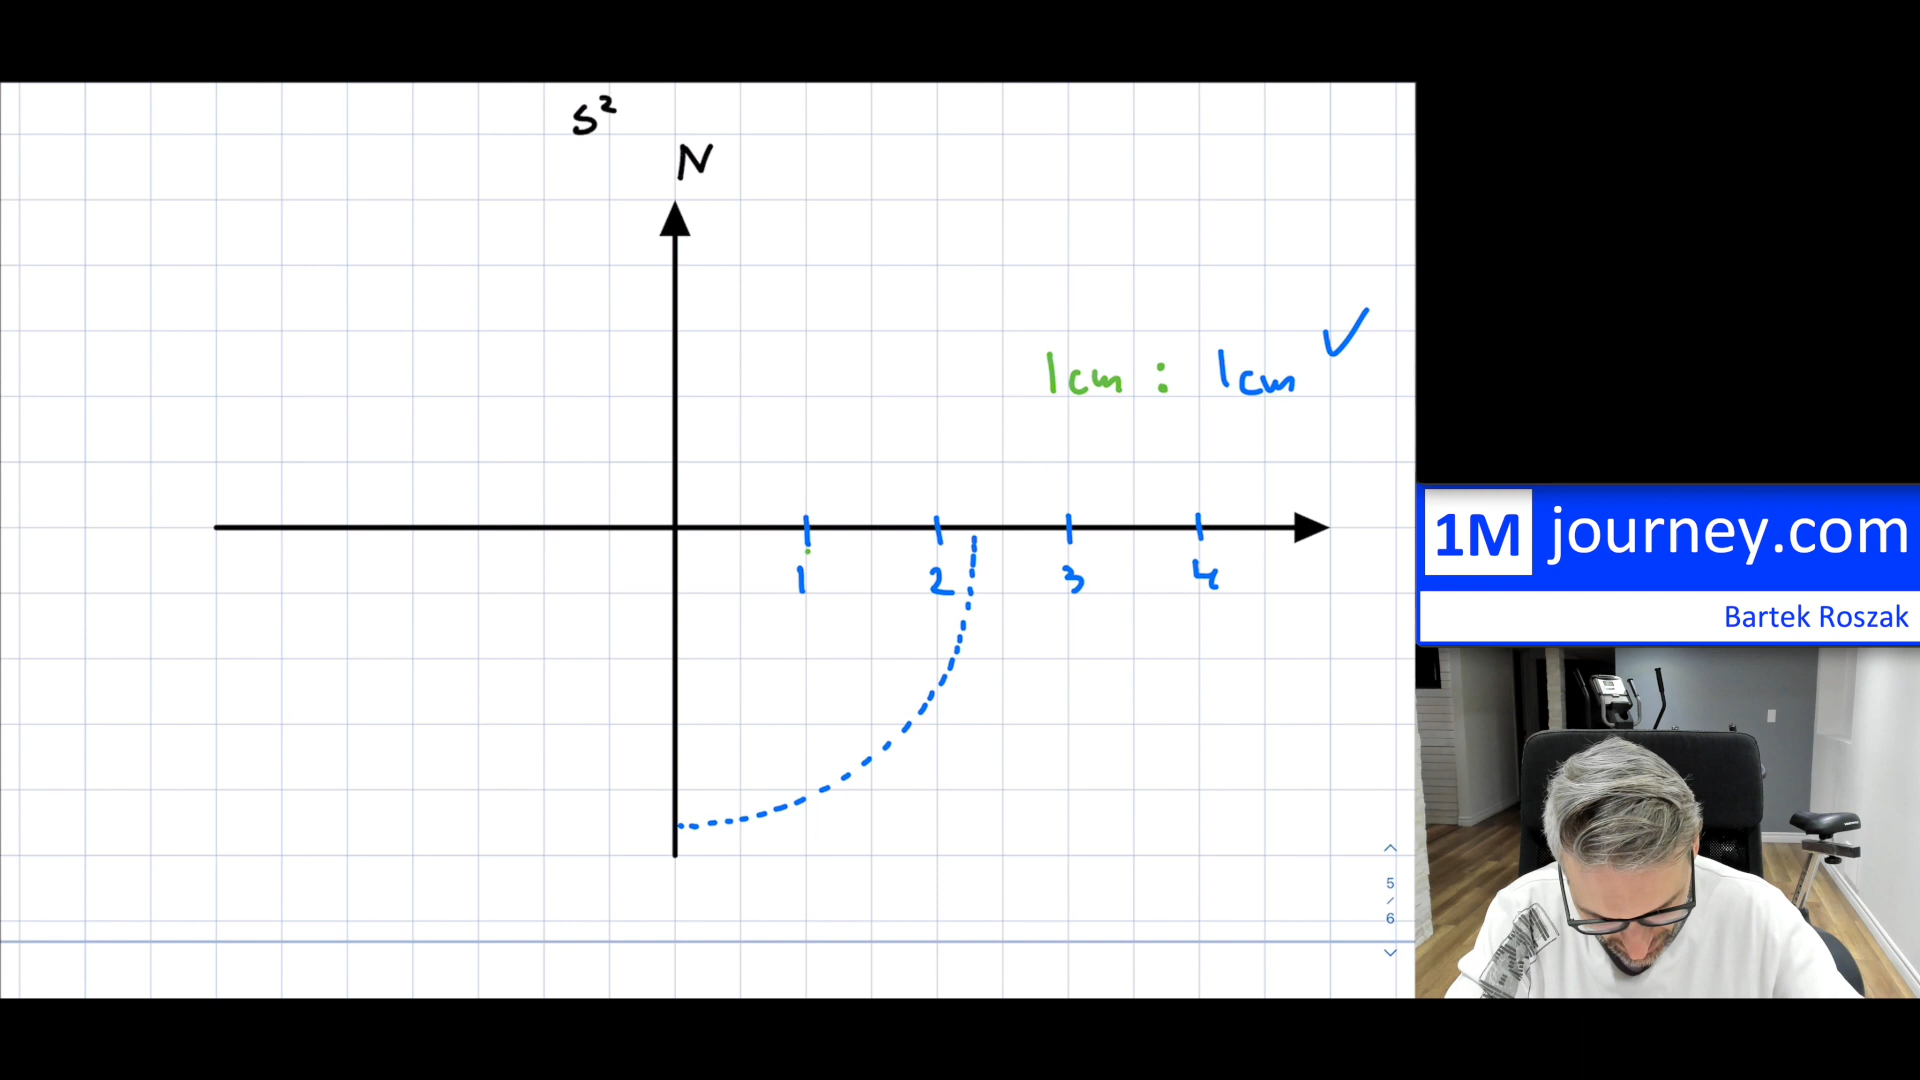 s²
N
1cm : 1cm ✓
1 2 3 4
1M journey.com
Bartek Roszak
5
/
6